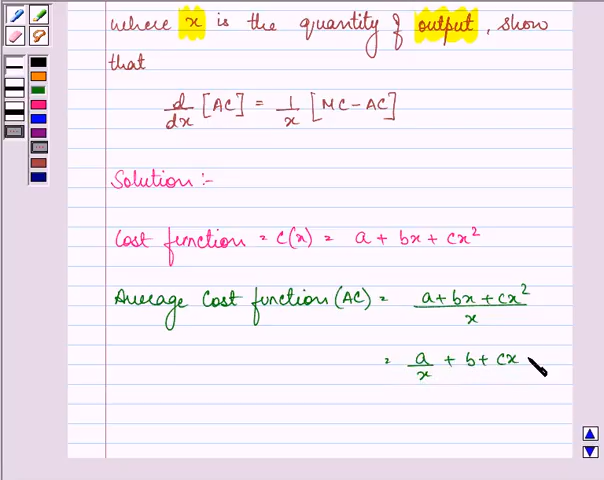 where x is the quantity of output, show
that
d/dx [AC] = 1/x [MC – AC]
Solution :-
Cost function = C(x) = a + bx + cx²
Average Cost function (AC) = a + bx + cx² / x
= a/x + b + cx